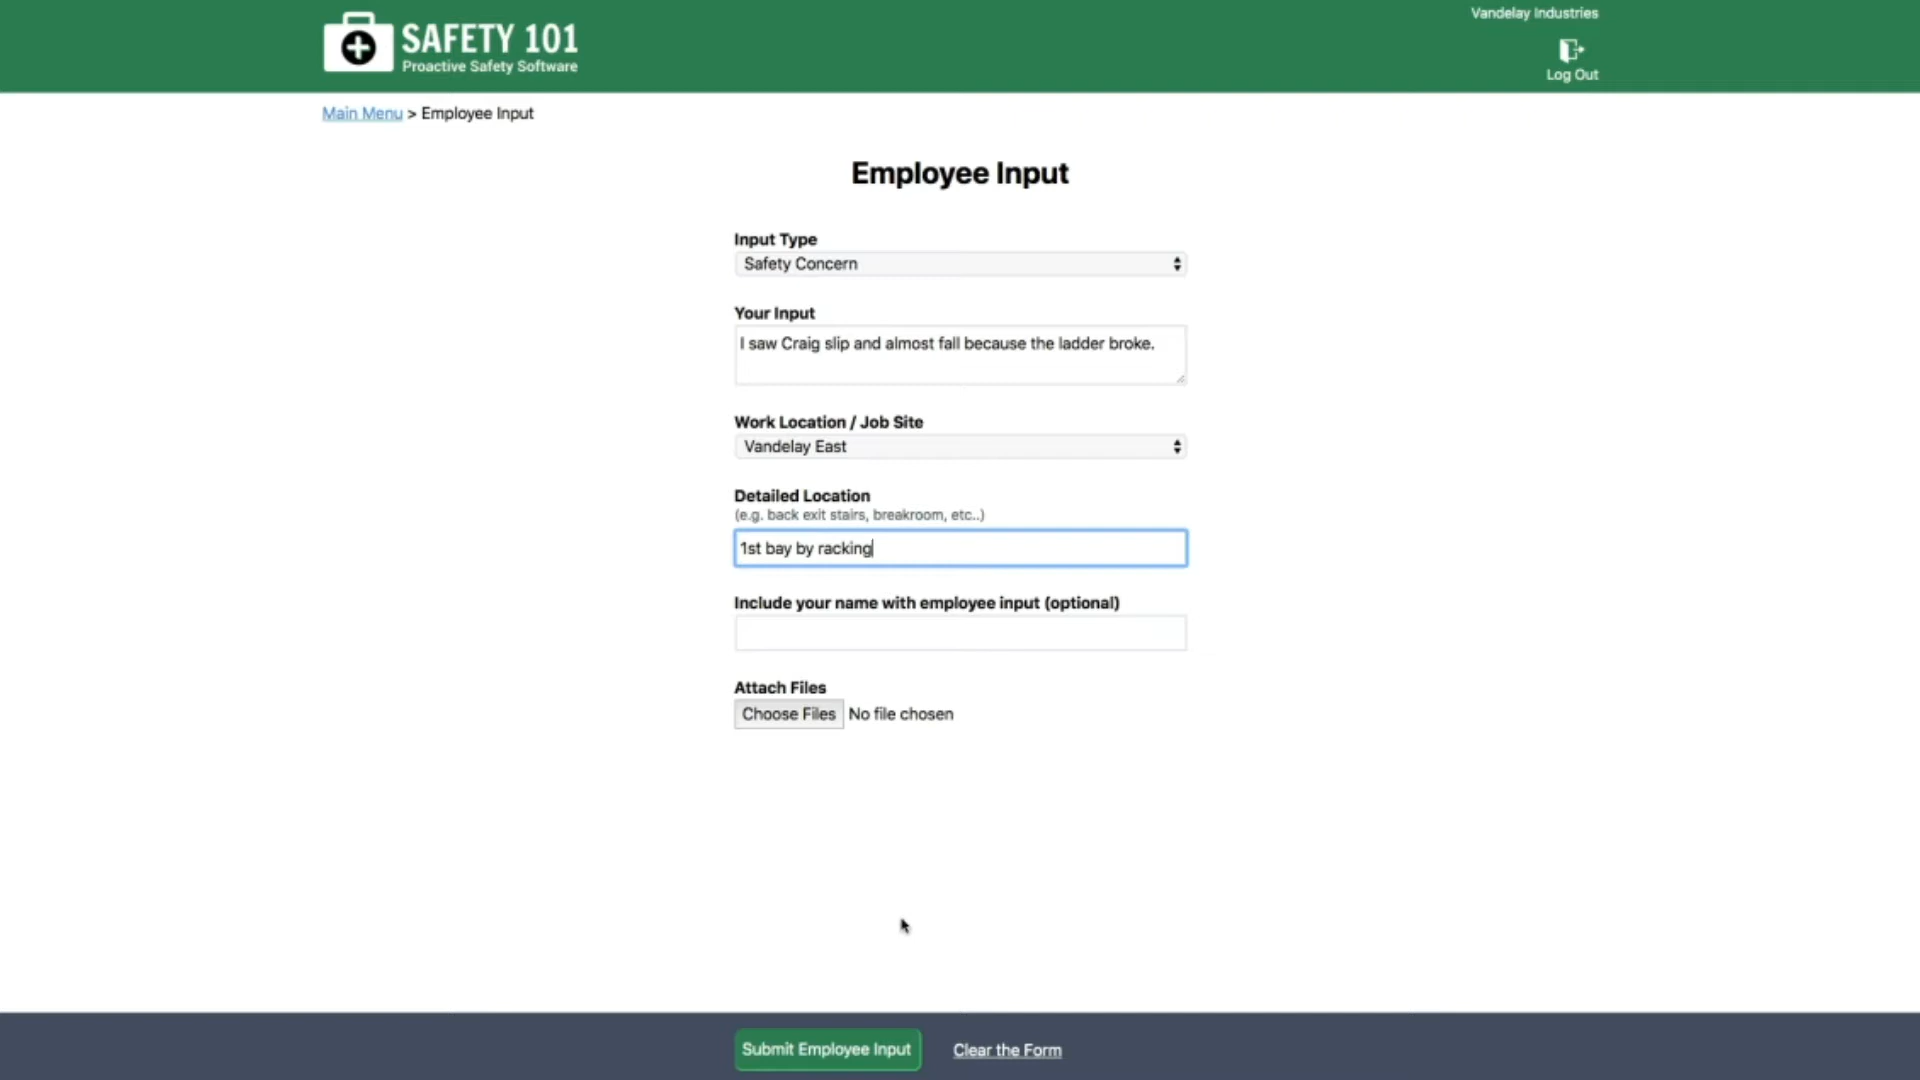 Vandelay Industries
SAFETY 101
Proactive Safety Software
Log Out
Main Menu > Employee Input
Employee Input
Input Type
Safety Concern
Your Input
I saw Craig slip and almost fall because the ladder broke.
Work Location / Job Site
Vandelay East
Detailed Location
(e.g. back exit stairs, breakroom, etc..)
1st bay by racking
Include your name with employee input (optional)
Attach Files
Choose Files No file chosen
Submit Employee Input Clear the Form